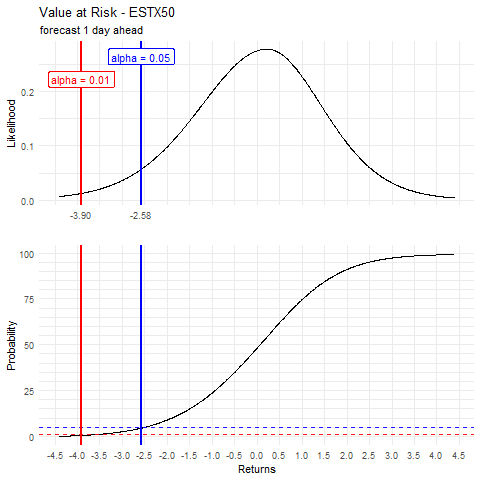 Value at Risk - ESTX50
forecast 1 day ahead
alpha = 0.05
alpha = 0.01
Likelihood
0.2
0.1
0.0
-3.90 -2.58
Probability
100
75
50
25
0
-4.5 -4.0 -3.5 -3.0 -2.5 -2.0 -1.5 -1.0 -0.5 0.0 0.5 1.0 1.5 2.0 2.5 3.0 3.5 4.0 4.5
Returns